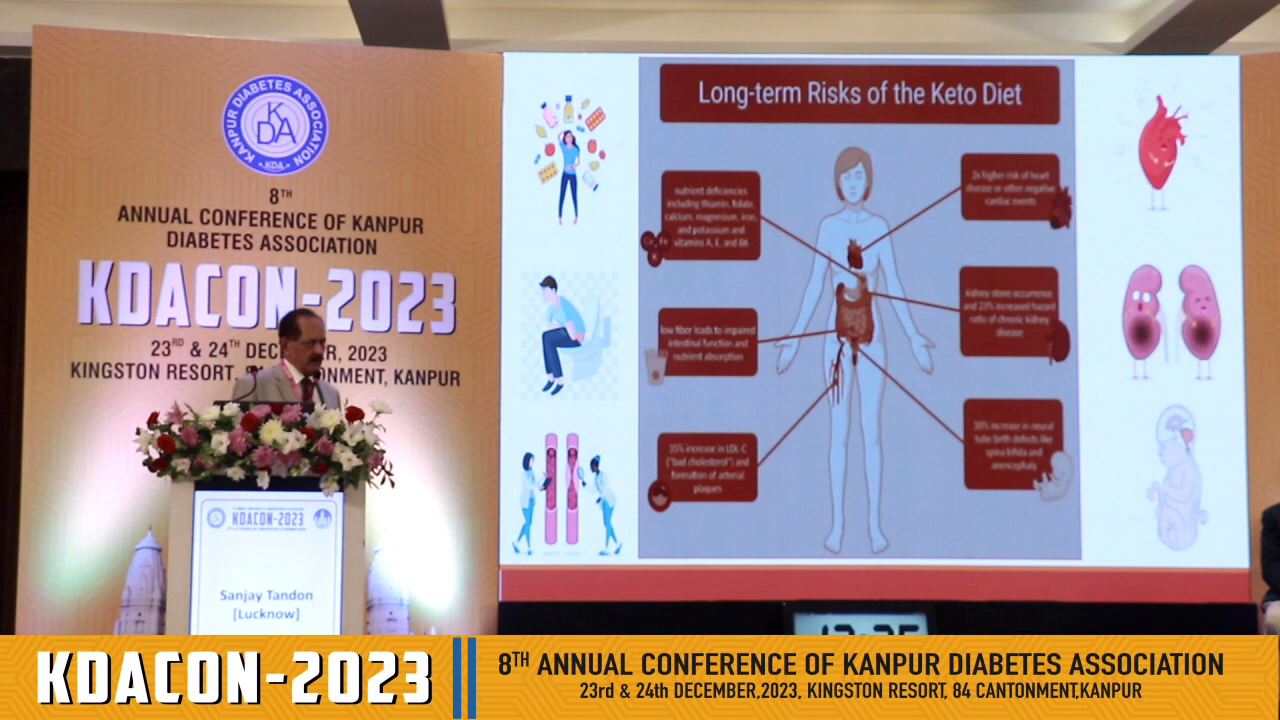 KANPUR DIABETES ASSOCIATION
KDA
KDA
8TH
ANNUAL CONFERENCE OF KANPUR
DIABETES ASSOCIATION
KDACON-2023
23RD & 24TH DEC, 2023
KINGSTON RESORT, ONMENT, KANPUR
Long-term Risks of the Keto Diet
nutrient deficiencies
including thiamin, folate,
calcium, magnesium, iron,
and potassium and
vitamins A, E, and B6
low fiber leads to impaired
intestinal function and
nutrient absorption
35% increase in LDL-C
("bad cholesterol") and
formation of arterial
plaques
2x higher risk of heart
disease or other negative
cardiac events
kidney stone occurrence
and 23% increased hazard
ratio of chronic kidney
disease
30% increase in neural
tube birth defects like
spina bifida and
anencephaly
KDACON-2023
Sanjay Tandon
[Lucknow]
KDACON-2023
8TH ANNUAL CONFERENCE OF KANPUR DIABETES ASSOCIATION
23rd & 24th DECEMBER,2023, KINGSTON RESORT, 84 CANTONMENT,KANPUR